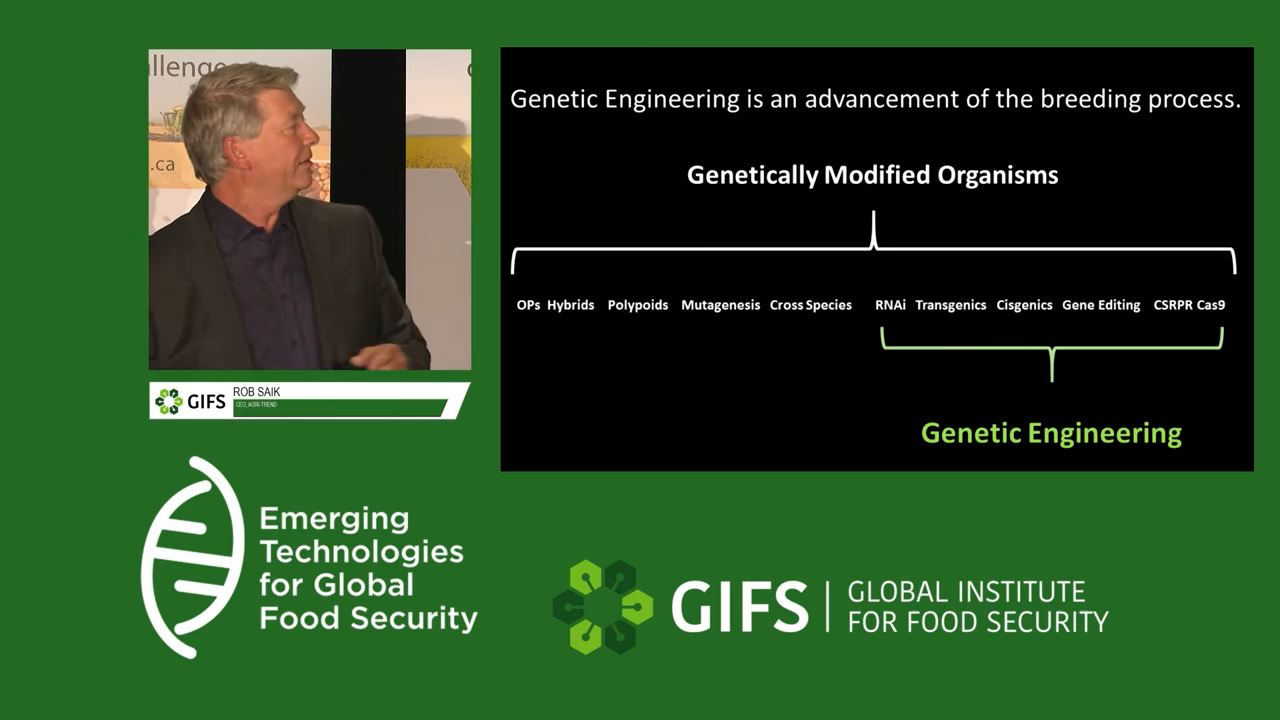 allenge
.ca
GIFS
ROB SAIK
CEO, AGRI-TREND
Genetic Engineering is an advancement of the breeding process.
Genetically Modified Organisms
OPs Hybrids Polypoids Mutagenesis Cross Species RNAi Transgenics Cisgenics Gene Editing CSRPR Cas9
Genetic Engineering
Emerging
Technologies
for Global
Food Security
GIFS
GLOBAL INSTITUTE
FOR FOOD SECURITY